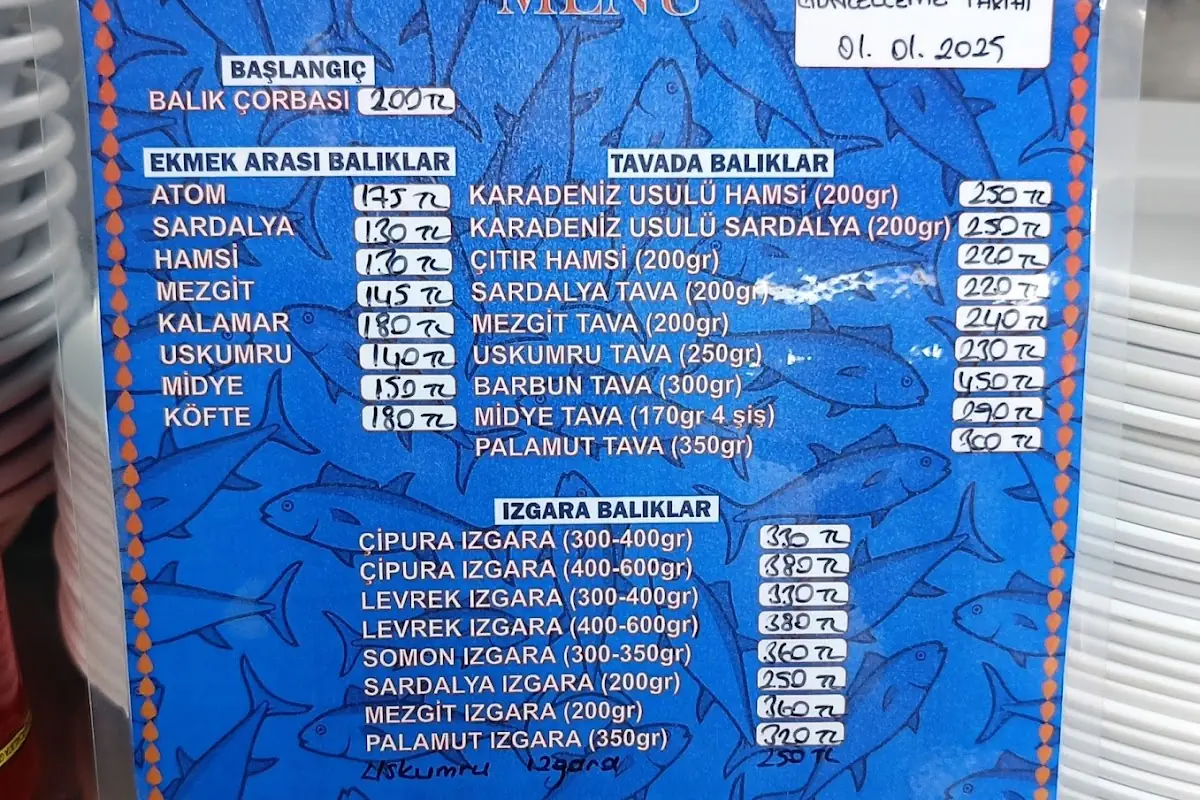 MENÜ
GÜNCELLEME TARİHİ
01. 01. 2025
BAŞLANGIÇ
BALIK ÇORBASI 200 TL
EKMEK ARASI BALIKLAR
ATOM 175 TL
SARDALYA 130 TL
HAMSİ 130 TL
MEZGİT 145 TL
KALAMAR 180 TL
USKUMRU 140 TL
MİDYE 150 TL
KÖFTE 180 TL
TAVADA BALIKLAR
KARADENİZ USULÜ HAMSİ (200gr) 250 TL
KARADENİZ USULÜ SARDALYA (200gr) 250 TL
ÇITIR HAMSİ (200gr) 220 TL
SARDALYA TAVA (200gr) 220 TL
MEZGİT TAVA (200gr) 240 TL
USKUMRU TAVA (250gr) 230 TL
BARBUN TAVA (300gr) 450 TL
MİDYE TAVA (170gr 4 şiş) 290 TL
PALAMUT TAVA (350gr) 300 TL
IZGARA BALIKLAR
ÇİPURA IZGARA (300-400gr) 330 TL
ÇİPURA IZGARA (400-600gr) 380 TL
LEVREK IZGARA (300-400gr) 330 TL
LEVREK IZGARA (400-600gr) 380 TL
SOMON IZGARA (300-350gr) 360 TL
SARDALYA IZGARA (200gr) 250 TL
MEZGİT IZGARA (200gr) 360 TL
PALAMUT IZGARA (350gr) 320 TL
Uskumru Izgara 250 TL